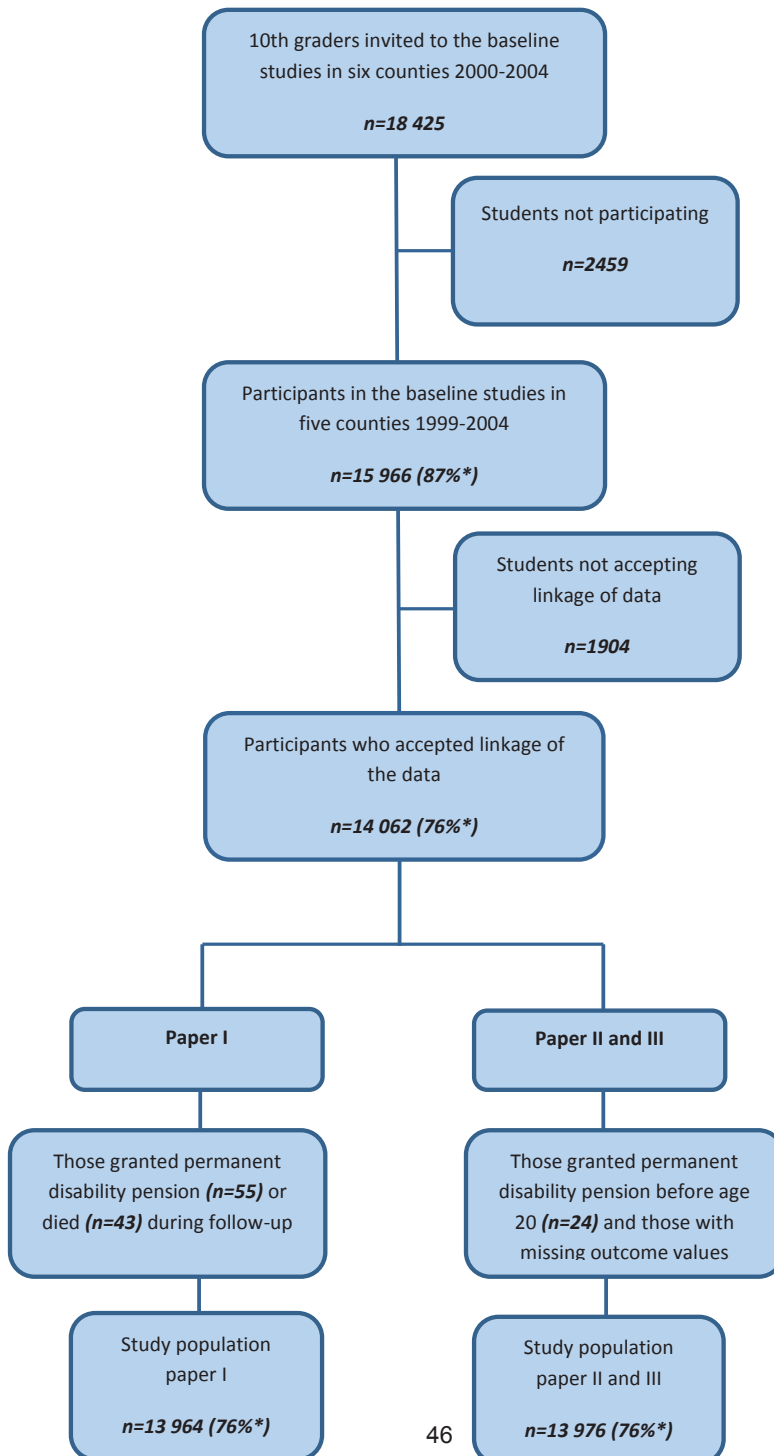 10th graders invited to the baseline
studies in six counties 2000-2004
n=18 425
Students not participating
n=2459
Participants in the baseline studies in
five counties 1999-2004
n=15 966 (87%*)
Students not accepting
linkage of data
n=1904
Participants who accepted linkage of
the data
n=14 062 (76%*)
Paper I
Those granted permanent
disability pension (n=55) or
died (n=43) during follow-up
Study population
paper I
n=13 964 (76%*)
Paper II and III
Those granted permanent
disability pension before age
20 (n=24) and those with
missing outcome values
Study population
paper II and III
n=13 976 (76%*)
46